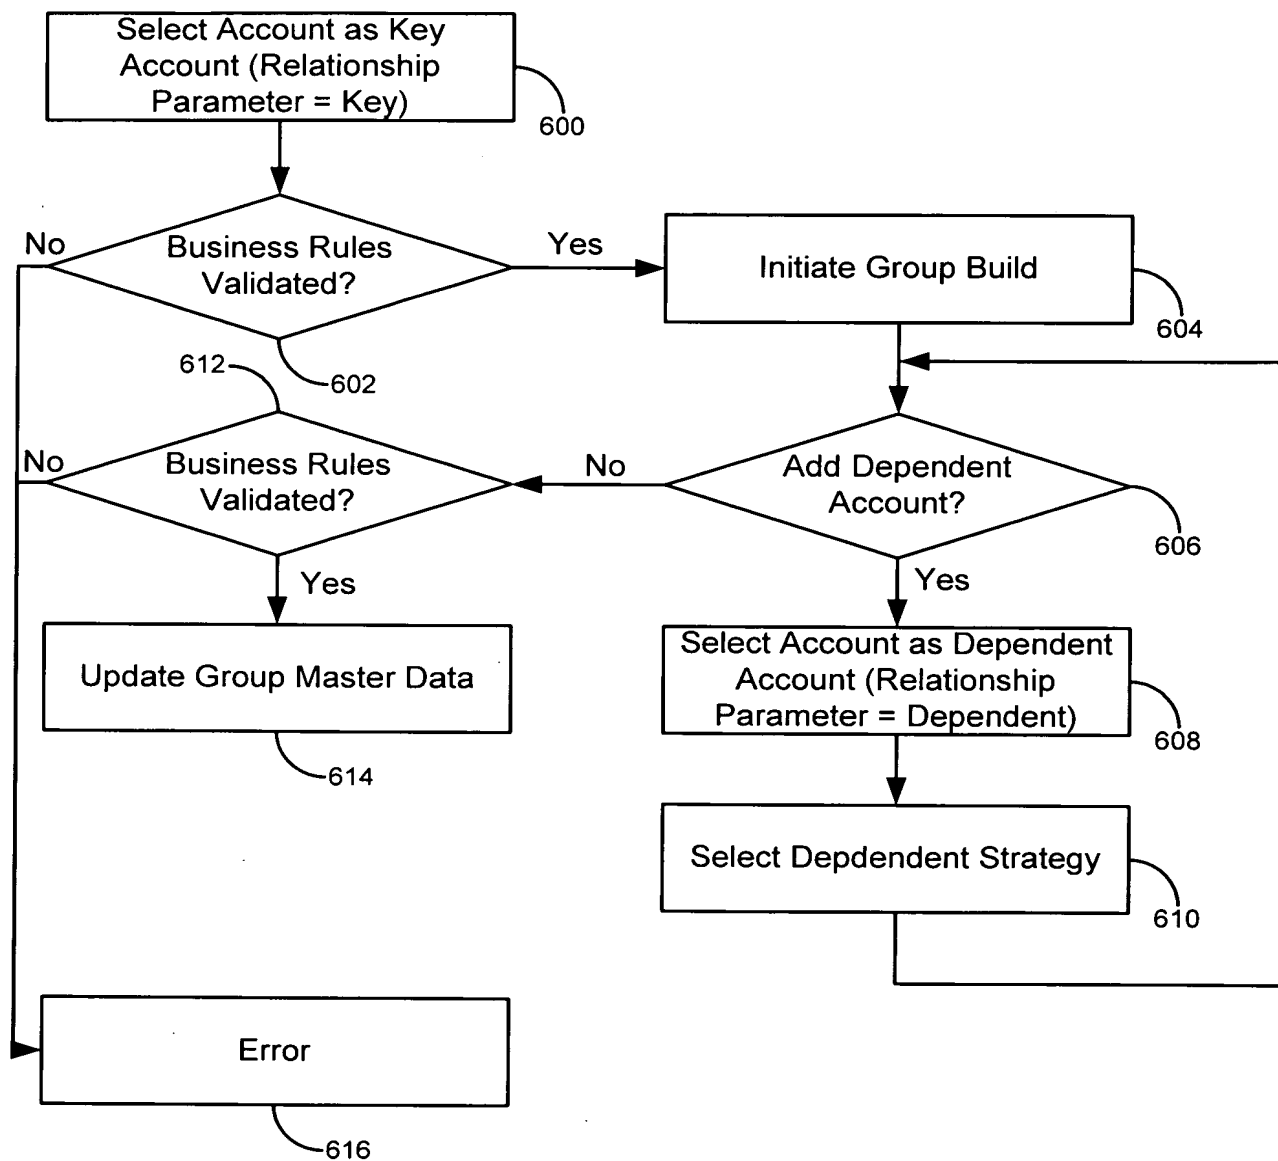 Select Account as Key
Account (Relationship
Parameter = Key)
600
No
Business Rules
Validated?
Yes
602
Initiate Group Build
604
612
No
Business Rules
Validated?
No
Add Dependent
Account?
606
Yes
Yes
Update Group Master Data
614
Select Account as Dependent
Account (Relationship
Parameter = Dependent)
608
Select Depdendent Strategy
610
Error
616